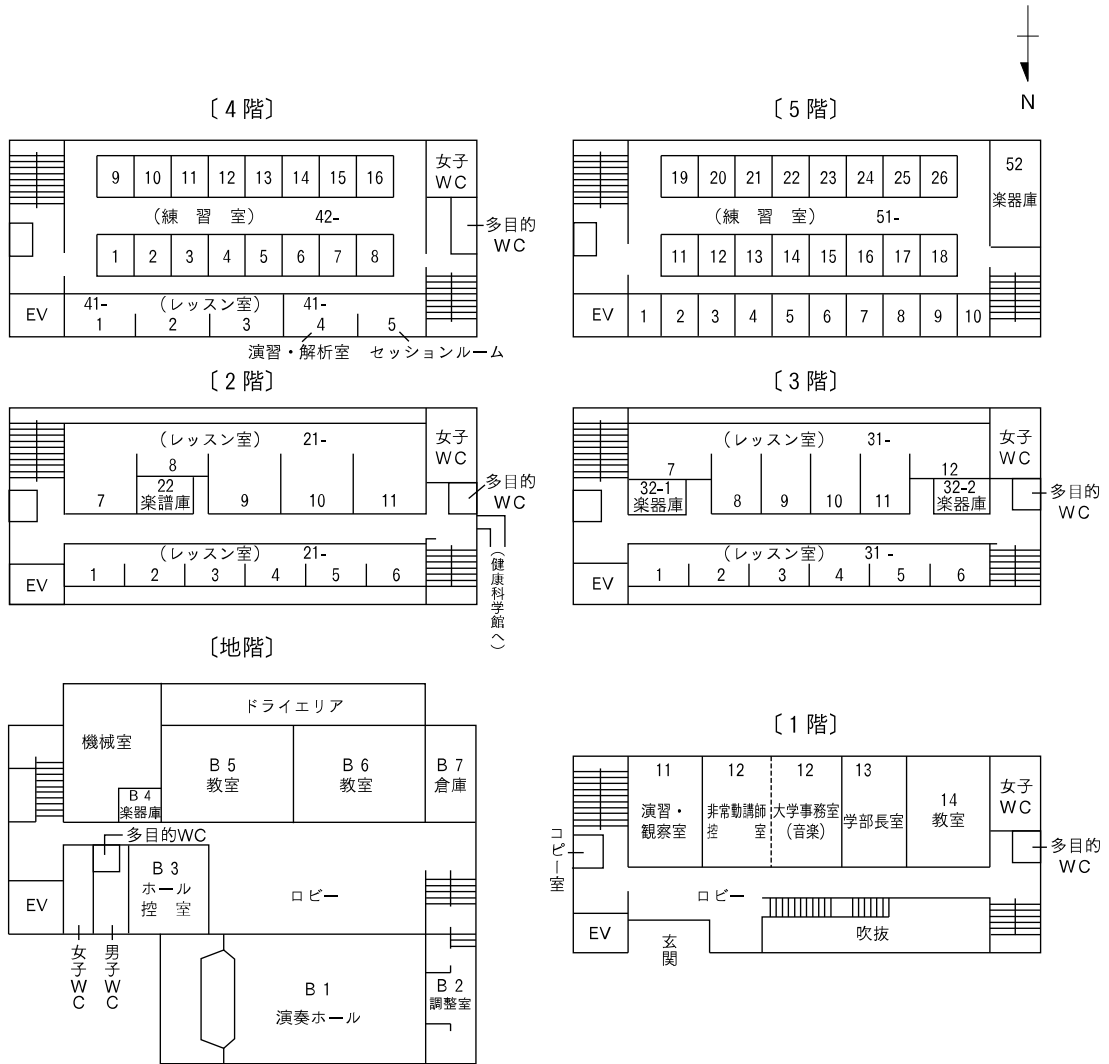 N
〔4階〕
9 10 11 12 13 14 15 16
女子
WC
(練習室) 42-
多目的
WC
1 2 3 4 5 6 7 8
EV
41- (レッスン室) 41-
1 2 3 4 5
演習・解析室 セッションルーム
〔5階〕
19 20 21 22 23 24 25 26
52
楽器庫
(練習室) 51-
11 12 13 14 15 16 17 18
EV 1 2 3 4 5 6 7 8 9 10
〔2階〕
(レッスン室) 21-
女子
WC
8
22
楽譜庫
7 9 10 11
多目的
WC
(レッスン室) 21-
EV 1 2 3 4 5 6
(健康科学館へ)
〔3階〕
(レッスン室) 31-
女子
WC
7 12
32-1
楽器庫
8 9 10 11
32-2
楽器庫
多目的
WC
(レッスン室) 31-
EV 1 2 3 4 5 6
〔地階〕
ドライエリア
機械室
B5
教室
B6
教室
B7
倉庫
B4
楽器庫
多目的WC
B3
ホール
控室
ロビー
EV
女子WC
男子WC
B1
演奏ホール
B2
調整室
〔1階〕
11
演習・
観察室
12
非常勤講師
控室
12
大学事務室
(音楽)
13
学部長室
14
教室
女子
WC
コピー室
多目的
WC
ロビー
EV
玄関
吹抜